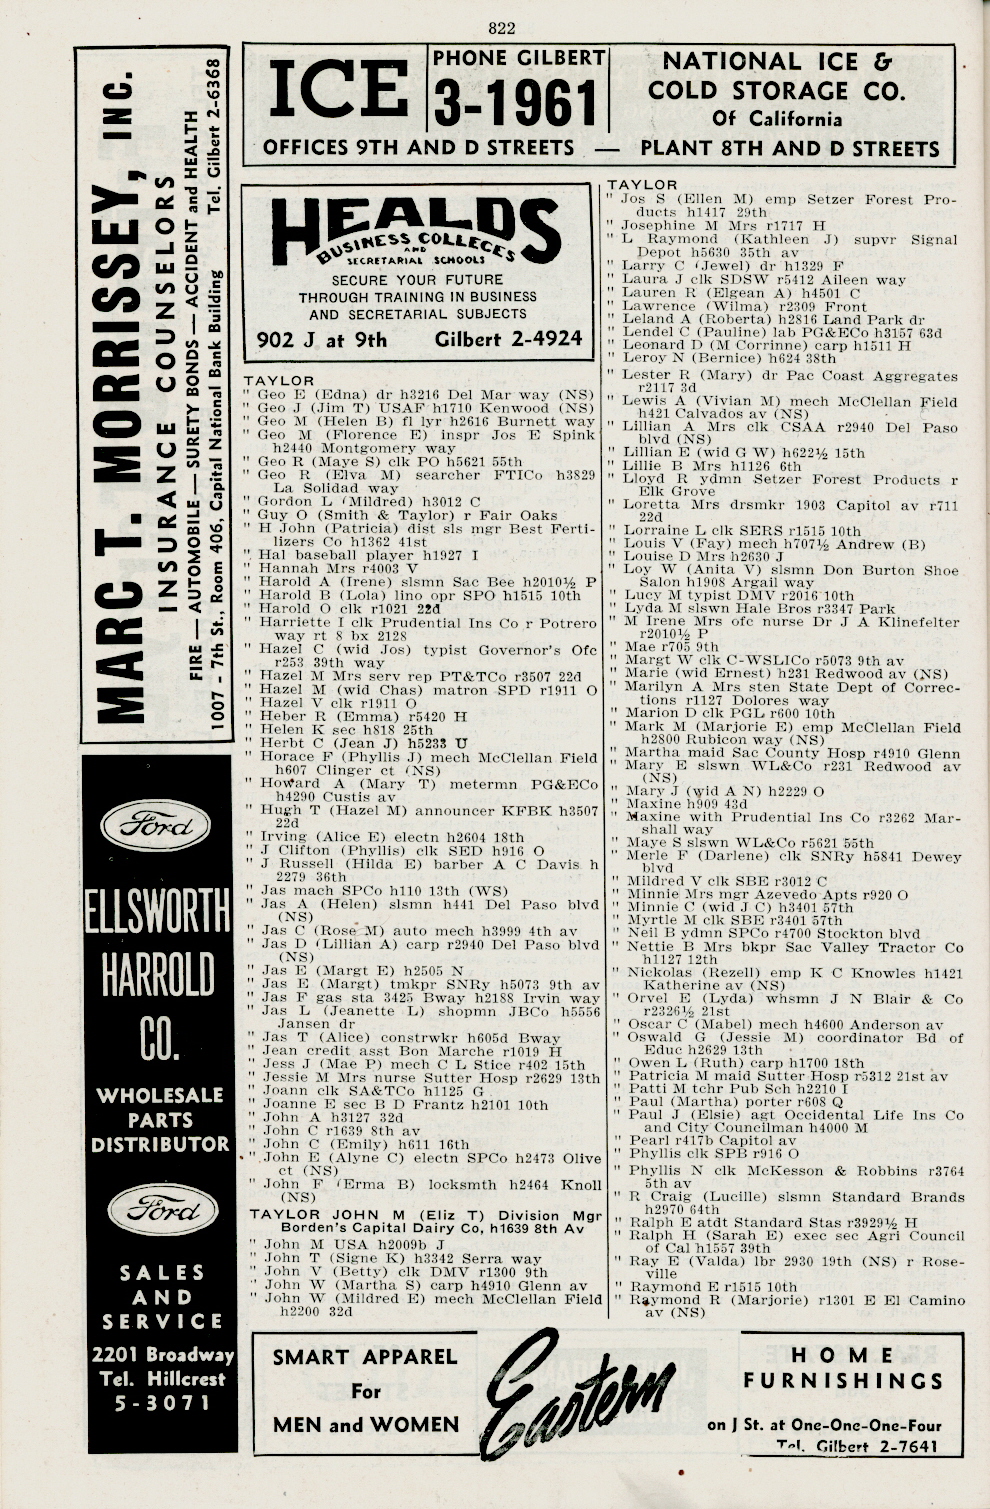 822
MARC T. MORRISSEY, INC.
INSURANCE COUNSELORS
FIRE — AUTOMOBILE — SURETY BONDS — ACCIDENT and HEALTH
1007 - 7th St., Room 406, Capital National Bank Building Tel. Gilbert 2-6368
ICE
PHONE GILBERT
3-1961
NATIONAL ICE &
COLD STORAGE CO.
Of California
OFFICES 9TH AND D STREETS — PLANT 8TH AND D STREETS
HEALDS
BUSINESS COLLEGES
AND
SECRETARIAL SCHOOLS
SECURE YOUR FUTURE
THROUGH TRAINING IN BUSINESS
AND SECRETARIAL SUBJECTS
902 J at 9th Gilbert 2-4924
TAYLOR
" Geo E (Edna) dr h3216 Del Mar way (NS)
" Geo J (Jim T) USAF h1710 Kenwood (NS)
" Geo M (Helen B) fl lyr h2616 Burnett way
" Geo M (Florence E) inspr Jos E Spink
h2440 Montgomery way
" Geo R (Maye S) clk PO h5621 55th
" Geo R (Elva M) searcher FTICo h3829
La Solidad way
" Gordon L (Mildred) h3012 C
" Guy O (Smith & Taylor) r Fair Oaks
" H John (Patricia) dist sls mgr Best Ferti-
lizers Co h1362 41st
" Hal baseball player h1927 I
" Hannah Mrs r4003 V
" Harold A (Irene) slsmn Sac Bee h2010½ P
" Harold B (Lola) lino opr SPO h1515 10th
" Harold O clk r1021 22d
" Harriette I clk Prudential Ins Co r Potrero
way rt 8 bx 2128
" Hazel C (wid Jos) typist Governor's Ofc
r253 39th way
" Hazel M Mrs serv rep PT&TCo r3507 22d
" Hazel M (wid Chas) matron SPD r1911 O
" Hazel V clk r1911 O
" Heber R (Emma) r5420 H
" Helen K sec h818 25th
" Herbt C (Jean J) h5233 U
" Horace F (Phyllis J) mech McClellan Field
h607 Clinger ct (NS)
" Howard A (Mary T) metermn PG&ECo
h4290 Custis av
" Hugh T (Hazel M) announcer KFBK h3507
22d
" Irving (Alice E) electn h2604 18th
" J Clifton (Phyllis) clk SED h916 O
" J Russell (Hilda E) barber A C Davis h
2279 36th
" Jas mach SPCo h110 13th (WS)
" Jas A (Helen) slsmn h441 Del Paso blvd
(NS)
" Jas C (Rose M) auto mech h3999 4th av
" Jas D (Lillian A) carp r2940 Del Paso blvd
(NS)
" Jas E (Margt E) h2505 N
" Jas E (Margt) tmkpr SNRy h5073 9th av
" Jas F gas sta 3425 Bway h2188 Irvin way
" Jas L (Jeanette L) shopmn JBCo h5556
Jansen dr
" Jas T (Alice) constrwkr h605d Bway
" Jean credit asst Bon Marche r1019 H
" Jess J (Mae P) mech C L Stice r402 15th
" Jessie M Mrs nurse Sutter Hosp r2629 13th
" Joann clk SA&TCo h1125 G
" Joanne E sec B D Frantz h2101 10th
" John A h3127 32d
" John C r1639 8th av
" John C (Emily) h611 16th
" John E (Alyne C) electn SPCo h2473 Olive
ct (NS)
" John F (Erma B) locksmth h2464 Knoll
(NS)
TAYLOR JOHN M (Eliz T) Division Mgr
Borden's Capital Dairy Co, h1639 8th Av
" John M USA h2009b J
" John T (Signe K) h3342 Serra way
" John V (Betty) clk DMV r1300 9th
" John W (Martha S) carp h4910 Glenn av
" John W (Mildred E) mech McClellan Field
h2200 32d
TAYLOR
" Jos S (Ellen M) emp Setzer Forest Pro-
ducts h1417 29th
" Josephine M Mrs r1717 H
" L Raymond (Kathleen J) supvr Signal
Depot h5630 35th av
" Larry C (Jewel) dr h1329 F
" Laura J clk SDSW r5412 Aileen way
" Lauren R (Elgean A) h4501 C
" Lawrence (Wilma) r2309 Front
" Leland A (Roberta) h2816 Land Park dr
" Lendel C (Pauline) lab PG&ECo h3157 63d
" Leonard D (M Corrinne) carp h1511 H
" Leroy N (Bernice) h624 38th
" Lester R (Mary) dr Pac Coast Aggregates
r2117 3d
" Lewis A (Vivian M) mech McClellan Field
h421 Calvados av (NS)
" Lillian A Mrs clk CSAA r2940 Del Paso
blvd (NS)
" Lillian E (wid G W) h622½ 15th
" Lillie B Mrs h1126 6th
" Lloyd R ydmn Setzer Forest Products r
Elk Grove
" Loretta Mrs drsmkr 1903 Capitol av r711
22d
" Lorraine L clk SERS r1515 10th
" Louis V (Fay) mech h707½ Andrew (B)
" Louise D Mrs h2630 J
" Loy W (Anita V) slsmn Don Burton Shoe
Salon h1908 Argail way
" Lucy M typist DMV r2016 10th
" Lyda M slswn Hale Bros r3347 Park
" M Irene Mrs ofc nurse Dr J A Klinefelter
r2010½ P
" Mae r705 9th
" Margt W clk C-WSLICo r5073 9th av
" Marie (wid Ernest) h231 Redwood av (NS)
" Marilyn A Mrs sten State Dept of Correc-
tions r1127 Dolores way
" Marion D clk PGL r600 10th
" Mark M (Marjorie E) emp McClellan Field
h2800 Rubicon way (NS)
" Martha maid Sac County Hosp r4910 Glenn
" Mary E slswn WL&Co r231 Redwood av
(NS)
" Mary J (wid A N) h2229 O
" Maxine h909 43d
" Maxine with Prudential Ins Co r3262 Mar-
shall way
" Maye S slswn WL&Co r5621 55th
" Merle F (Darlene) clk SNRy h5841 Dewey
blvd
" Mildred V clk SBE r3012 C
" Minnie Mrs mgr Azevedo Apts r920 O
" Minnie C (wid J C) h3401 57th
" Myrtle M clk SBE r3401 57th
" Neil B ydmn SPCo r4700 Stockton blvd
" Nettie B Mrs bkpr Sac Valley Tractor Co
h1127 12th
" Nickolas (Rezell) emp K C Knowles h1421
Katherine av (NS)
" Orvel E (Lyda) whsmn J N Blair & Co
r2326½ 21st
" Oscar C (Mabel) mech h4600 Anderson av
" Oswald G (Jessie M) coordinator Bd of
Educ h2629 13th
" Owen L (Ruth) carp h1700 18th
" Patricia M maid Sutter Hosp r5312 21st av
" Patti M tchr Pub Sch h2210 I
" Paul (Martha) porter r608 Q
" Paul J (Elsie) agt Occidental Life Ins Co
and City Councilman h4000 M
" Pearl r417b Capitol av
" Phyllis clk SPB r916 O
" Phyllis N clk McKesson & Robbins r3764
5th av
" R Craig (Lucille) slsmn Standard Brands
h2970 64th
" Ralph E atdt Standard Stas r3929½ H
" Ralph H (Sarah E) exec sec Agri Council
of Cal h1557 39th
" Ray E (Valda) lbr 2930 19th (NS) r Rose-
ville
" Raymond E r1515 10th
" Raymond R (Marjorie) r1301 E El Camino
av (NS)
Ford
ELLSWORTH
HARROLD
CO.
WHOLESALE
PARTS
DISTRIBUTOR
Ford
SALES
AND
SERVICE
2201 Broadway
Tel. Hillcrest
5-3071
SMART APPAREL
For
MEN and WOMEN
Eastern
HOME
FURNISHINGS
on J St. at One-One-One-Four
Tel. Gilbert 2-7641